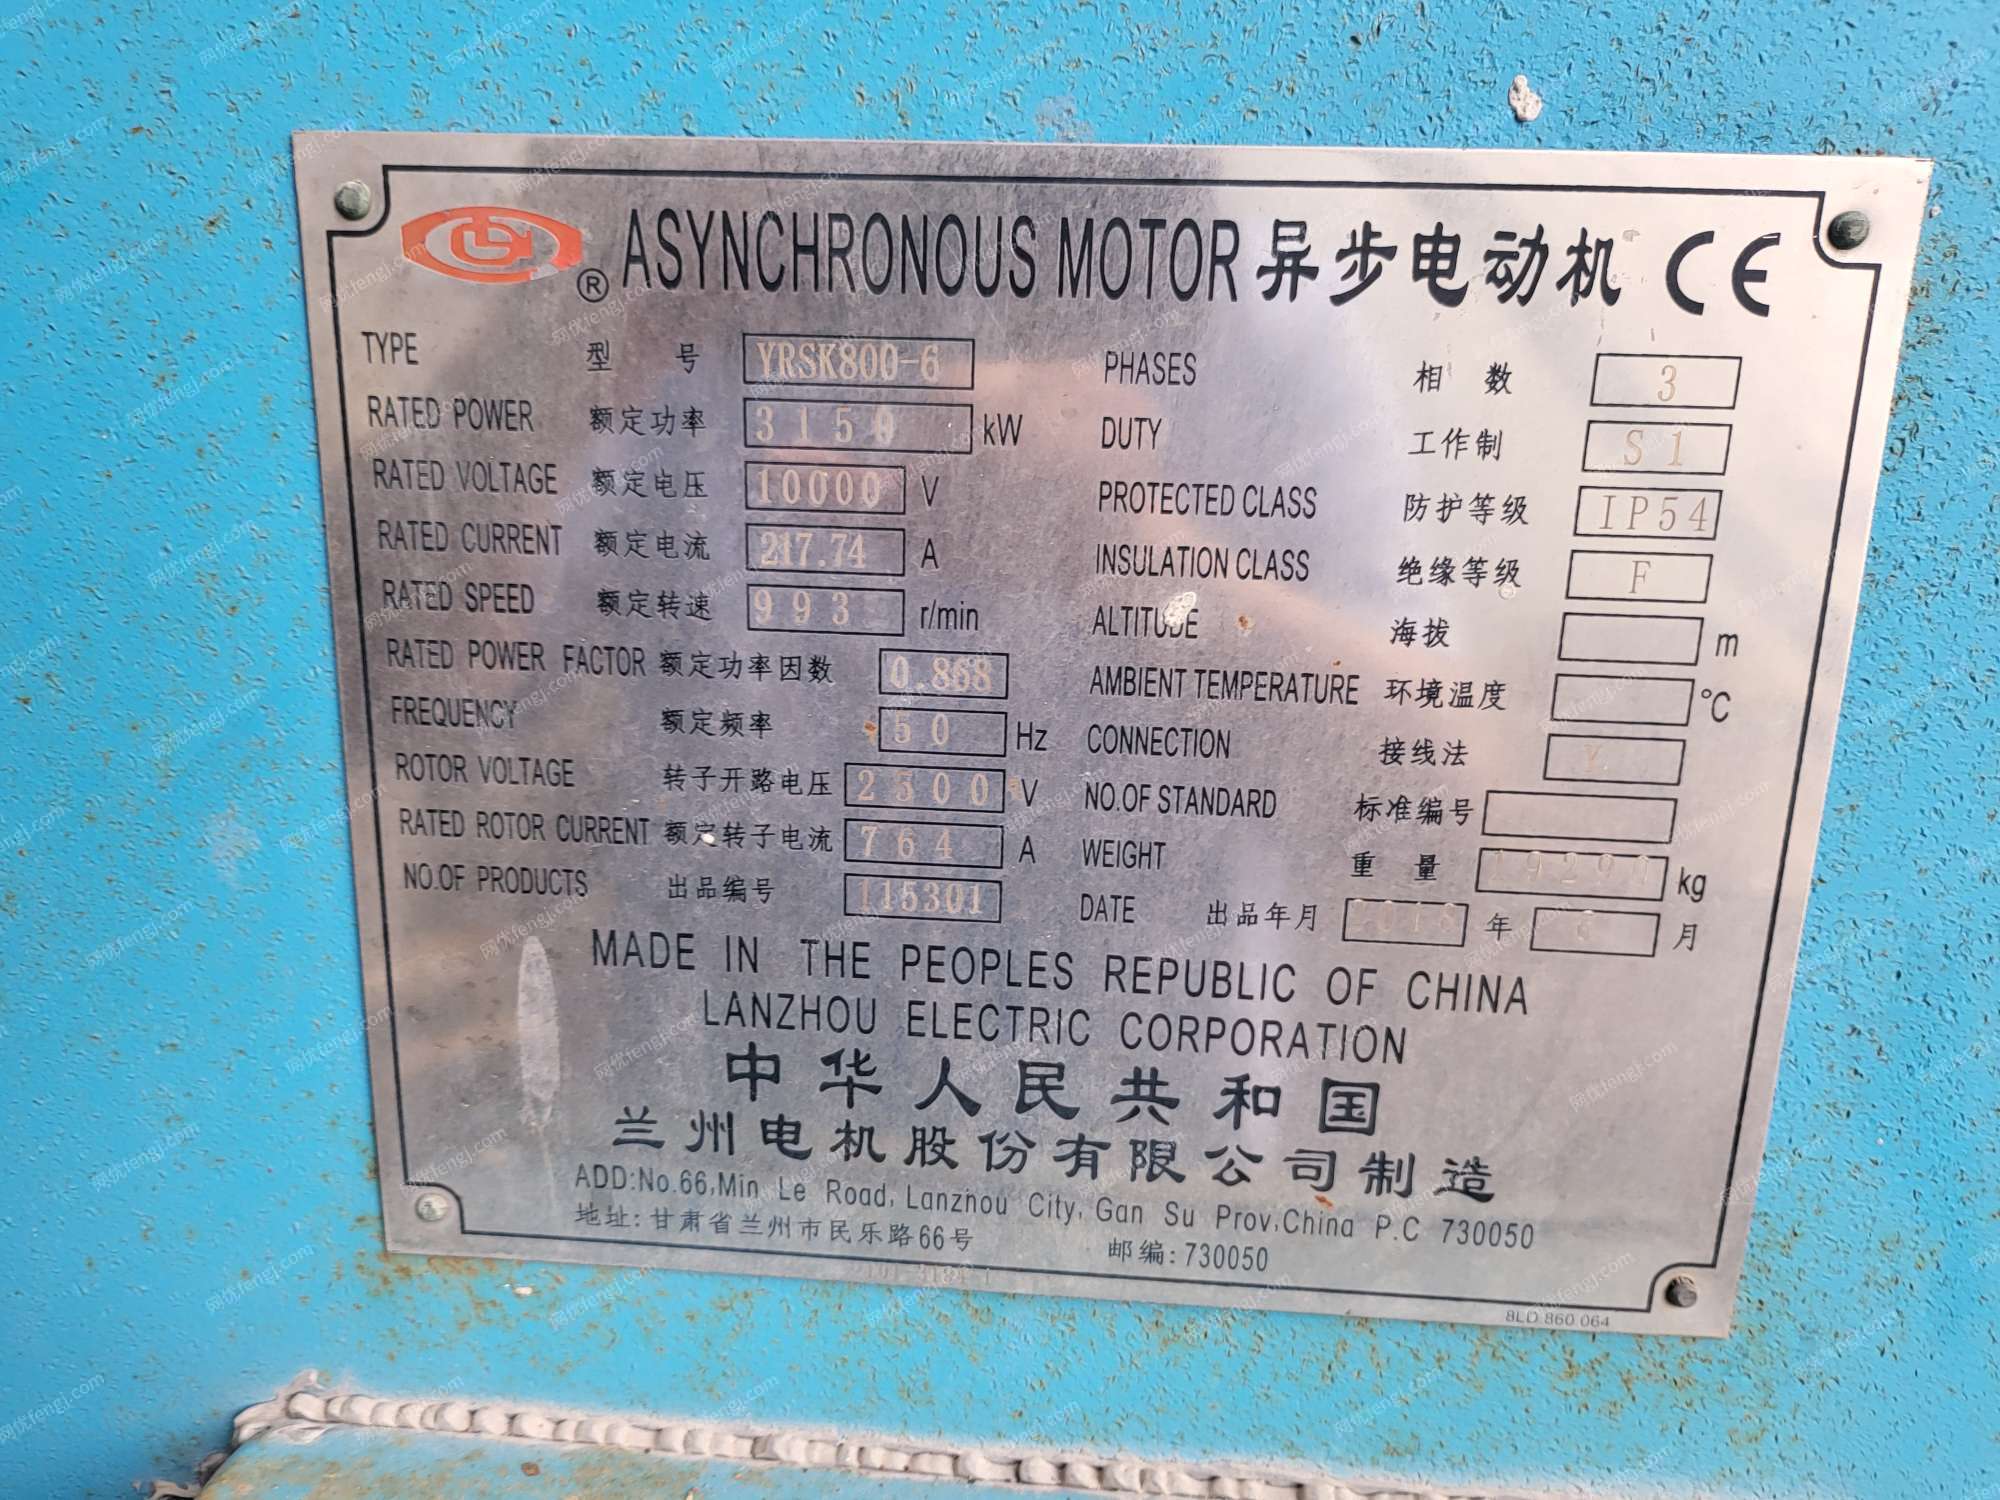 ® ASYNCHRONOUS MOTOR 异步电动机 CE
TYPE 型号 YRSK800-6
RATED POWER 额定功率 3150 kW
RATED VOLTAGE 额定电压 10000 V
RATED CURRENT 额定电流 217.74 A
RATED SPEED 额定转速 993 r/min
RATED POWER FACTOR 额定功率因数 0.868
FREQUENCY 额定频率 50 Hz
ROTOR VOLTAGE 转子开路电压 2500 V
RATED ROTOR CURRENT 额定转子电流 764 A
NO.OF PRODUCTS 出品编号 115301
PHASES 相数 3
DUTY 工作制 S1
PROTECTED CLASS 防护等级 IP54
INSULATION CLASS 绝缘等级 F
ALTITUDE 海拔 m
AMBIENT TEMPERATURE 环境温度 °C
CONNECTION 接线法 Y
NO.OF STANDARD 标准编号
WEIGHT 重量 19290 kg
DATE 出品年月 年 月
MADE IN THE PEOPLES REPUBLIC OF CHINA
LANZHOU ELECTRIC CORPORATION
中华人民共和国
兰州电机股份有限公司制造
ADD:No.66,Min Le Road,Lanzhou City,Gan Su Prov,China P.C 730050
地址:甘肃省兰州市民乐路66号 邮编:730050
8LD.860.064